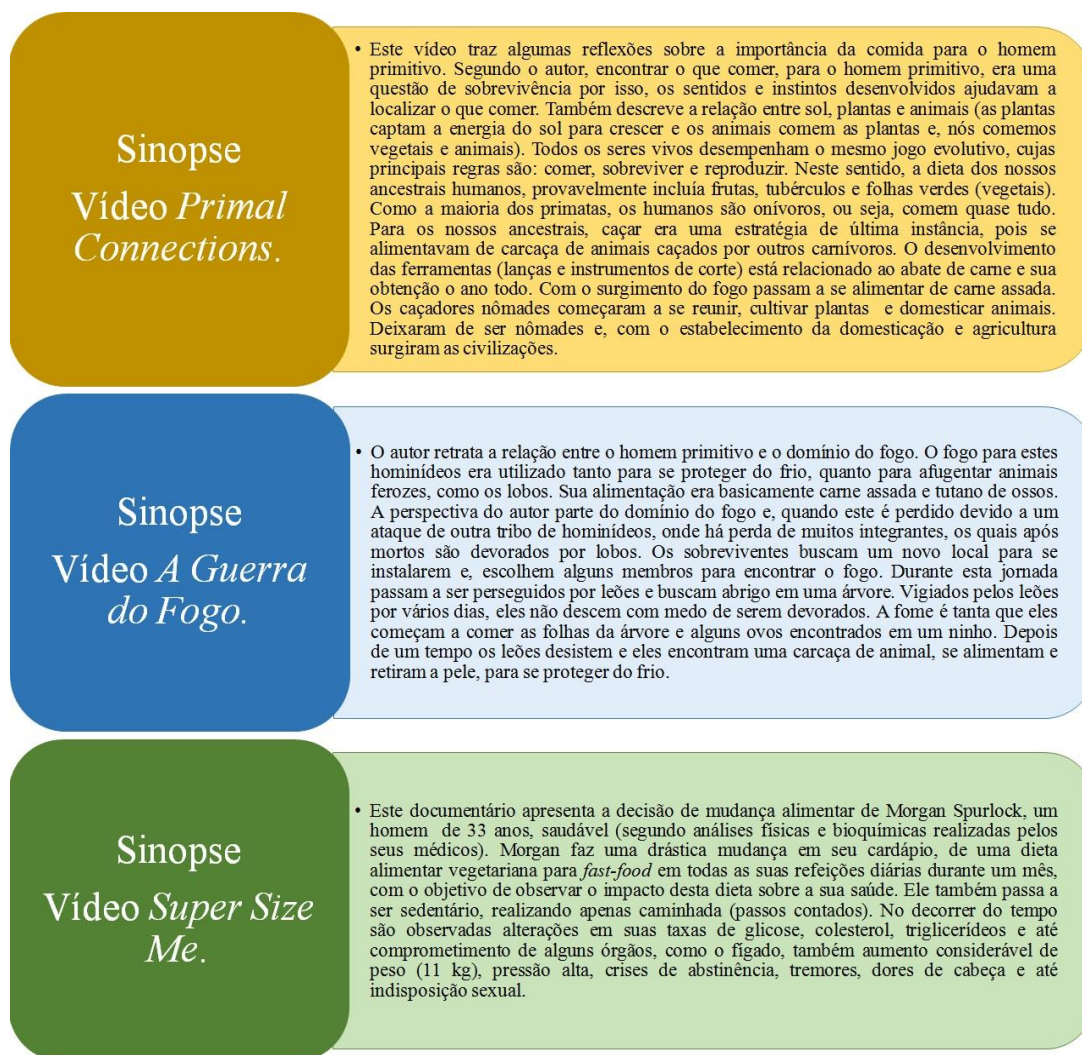 Sinopse
Vídeo Primal
Connections.
• Este vídeo traz algumas reflexões sobre a importância da comida para o homem
primitivo. Segundo o autor, encontrar o que comer, para o homem primitivo, era uma
questão de sobrevivência por isso, os sentidos e instintos desenvolvidos ajudavam a
localizar o que comer. Também descreve a relação entre sol, plantas e animais (as plantas
captam a energia do sol para crescer e os animais comem as plantas e, nós comemos
vegetais e animais). Todos os seres vivos desempenham o mesmo jogo evolutivo, cujas
principais regras são: comer, sobreviver e reproduzir. Neste sentido, a dieta dos nossos
ancestrais humanos, provavelmente incluía frutas, tubérculos e folhas verdes (vegetais).
Como a maioria dos primatas, os humanos são onívoros, ou seja, comem quase tudo.
Para os nossos ancestrais, caçar era uma estratégia de última instância, pois se
alimentavam de carcaça de animais caçados por outros carnívoros. O desenvolvimento
das ferramentas (lanças e instrumentos de corte) está relacionado ao abate de carne e sua
obtenção o ano todo. Com o surgimento do fogo passam a se alimentar de carne assada.
Os caçadores nômades começaram a se reunir, cultivar plantas e domesticar animais.
Deixaram de ser nômades e, com o estabelecimento da domesticação e agricultura
surgiram as civilizações.
Sinopse
Vídeo A Guerra
do Fogo.
• O autor retrata a relação entre o homem primitivo e o domínio do fogo. O fogo para estes
hominídeos era utilizado tanto para se proteger do frio, quanto para afugentar animais
ferozes, como os lobos. Sua alimentação era basicamente carne assada e tutano de ossos.
A perspectiva do autor parte do domínio do fogo e, quando este é perdido devido a um
ataque de outra tribo de hominídeos, onde há perda de muitos integrantes, os quais após
mortos são devorados por lobos. Os sobreviventes buscam um novo local para se
instalarem e, escolhem alguns membros para encontrar o fogo. Durante esta jornada
passam a ser perseguidos por leões e buscam abrigo em uma árvore. Vigiados pelos leões
por vários dias, eles não descem com medo de serem devorados. A fome é tanta que eles
começam a comer as folhas da árvore e alguns ovos encontrados em um ninho. Depois
de um tempo os leões desistem e eles encontram uma carcaça de animal, se alimentam e
retiram a pele, para se proteger do frio.
Sinopse
Vídeo Super Size
Me.
• Este documentário apresenta a decisão de mudança alimentar de Morgan Spurlock, um
homem de 33 anos, saudável (segundo análises físicas e bioquímicas realizadas pelos
seus médicos). Morgan faz uma drástica mudança em seu cardápio, de uma dieta
alimentar vegetariana para fast-food em todas as suas refeições diárias durante um mês,
com o objetivo de observar o impacto desta dieta sobre a sua saúde. Ele também passa a
ser sedentário, realizando apenas caminhada (passos contados). No decorrer do tempo
são observadas alterações em suas taxas de glicose, colesterol, triglicerídeos e até
comprometimento de alguns órgãos, como o fígado, também aumento considerável de
peso (11 kg), pressão alta, crises de abstinência, tremores, dores de cabeça e até
indisposição sexual.